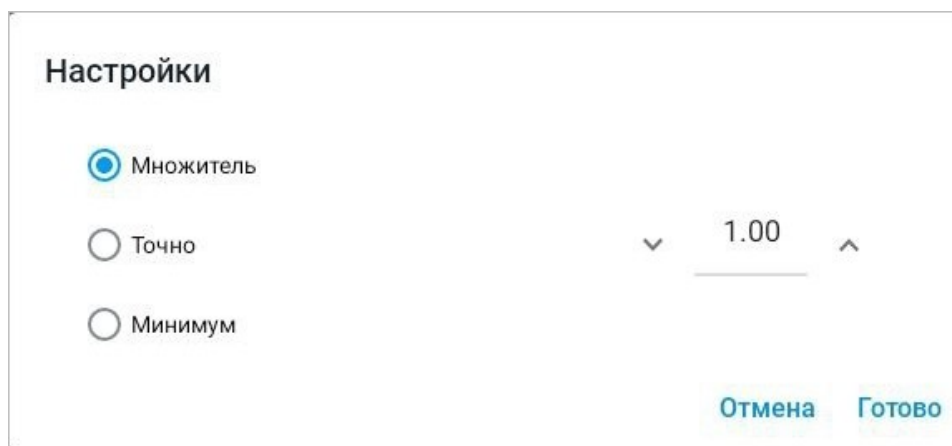 Настройки
Множитель
Точно
1.00
Минимум
Отмена Готово